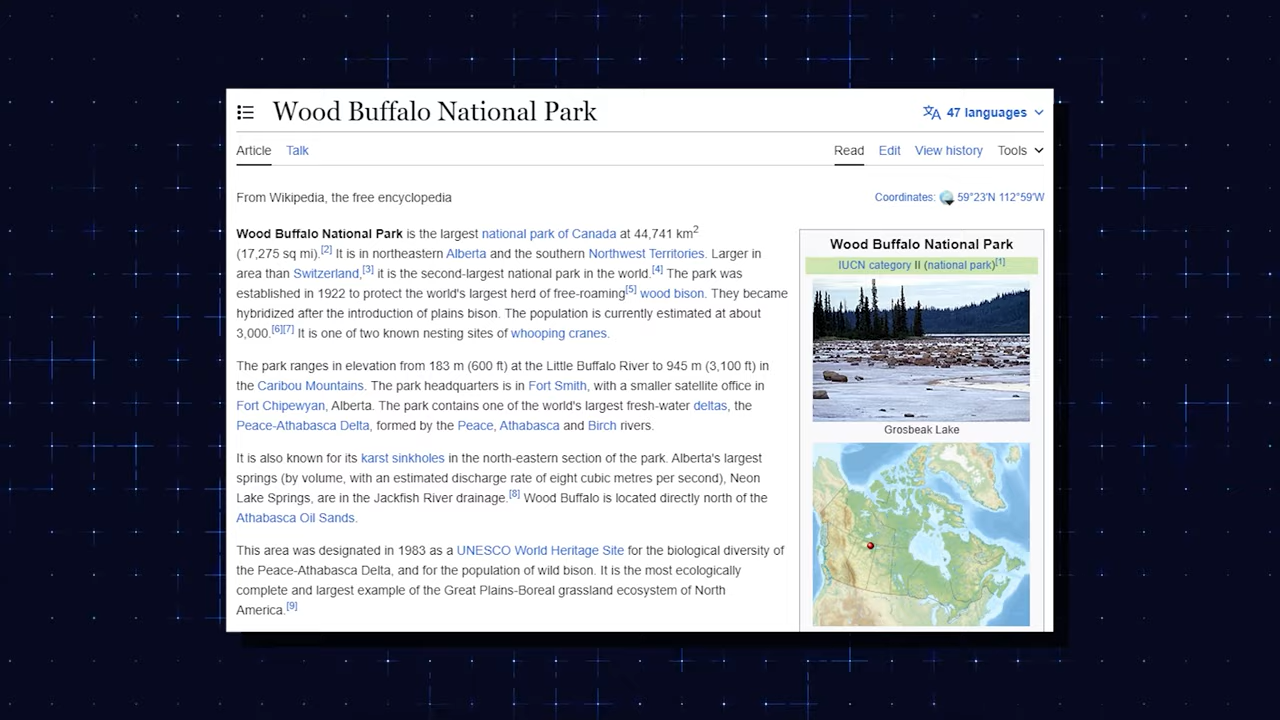 Wood Buffalo National Park
47 languages
Article Talk
Read Edit View history Tools
From Wikipedia, the free encyclopedia
Coordinates: 59°23′N 112°59′W
Wood Buffalo National Park is the largest national park of Canada at 44,741 km2
(17,275 sq mi).[2] It is in northeastern Alberta and the southern Northwest Territories. Larger in
area than Switzerland,[3] it is the second-largest national park in the world.[4] The park was
established in 1922 to protect the world's largest herd of free-roaming[5] wood bison. They became
hybridized after the introduction of plains bison. The population is currently estimated at about
3,000.[6][7] It is one of two known nesting sites of whooping cranes.
The park ranges in elevation from 183 m (600 ft) at the Little Buffalo River to 945 m (3,100 ft) in
the Caribou Mountains. The park headquarters is in Fort Smith, with a smaller satellite office in
Fort Chipewyan, Alberta. The park contains one of the world's largest fresh-water deltas, the
Peace-Athabasca Delta, formed by the Peace, Athabasca and Birch rivers.
It is also known for its karst sinkholes in the north-eastern section of the park. Alberta's largest
springs (by volume, with an estimated discharge rate of eight cubic metres per second), Neon
Lake Springs, are in the Jackfish River drainage.[8] Wood Buffalo is located directly north of the
Athabasca Oil Sands.
This area was designated in 1983 as a UNESCO World Heritage Site for the biological diversity of
the Peace-Athabasca Delta, and for the population of wild bison. It is the most ecologically
complete and largest example of the Great Plains-Boreal grassland ecosystem of North
America.[9]
Wood Buffalo National Park
IUCN category II (national park)[1]
Grosbeak Lake